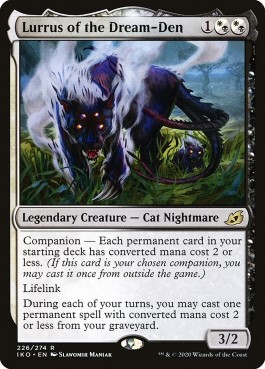 Lurrus of the Dream-Den 1
Legendary Creature — Cat Nightmare
Companion — Each permanent card in your
starting deck has converted mana cost 2 or
less. (If this card is your chosen companion, you
may cast it once from outside the game.)
Lifelink
During each of your turns, you may cast one
permanent spell with converted mana cost 2
or less from your graveyard.
3/2
226/274 R
IKO • EN Slawomir Maniak ™ & © 2020 Wizards of the Coast